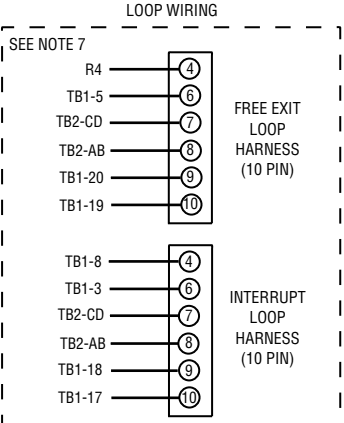 LOOP WIRING
SEE NOTE 7
R4 4
TB1-5 6
TB2-CD 7
TB2-AB 8
TB1-20 9
TB1-19 10
FREE EXIT
LOOP
HARNESS
(10 PIN)
TB1-8 4
TB1-3 6
TB2-CD 7
TB2-AB 8
TB1-18 9
TB1-17 10
INTERRUPT
LOOP
HARNESS
(10 PIN)